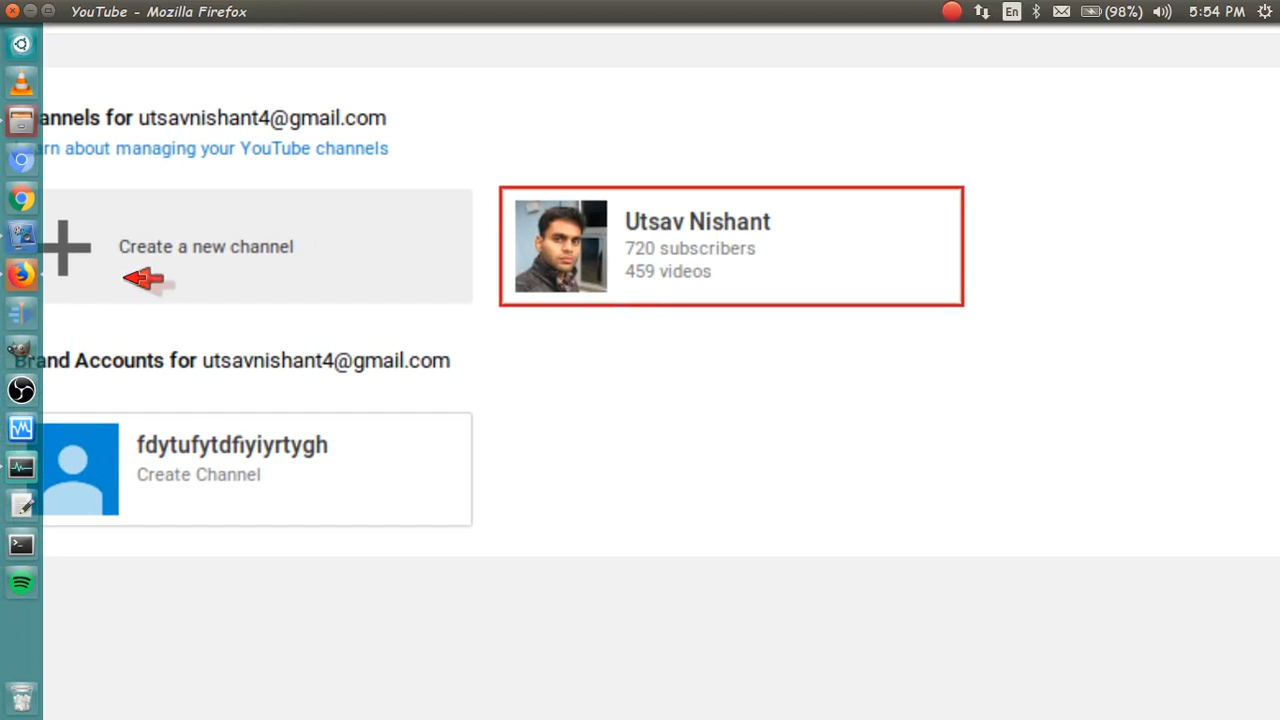 YouTube - Mozilla Firefox
En (98%) 5:54 PM
annels for utsavnishant4@gmail.com
arn about managing your YouTube channels
Create a new channel
Utsav Nishant
720 subscribers
459 videos
Brand Accounts for utsavnishant4@gmail.com
fdytufytdfiyiyrtygh
Create Channel